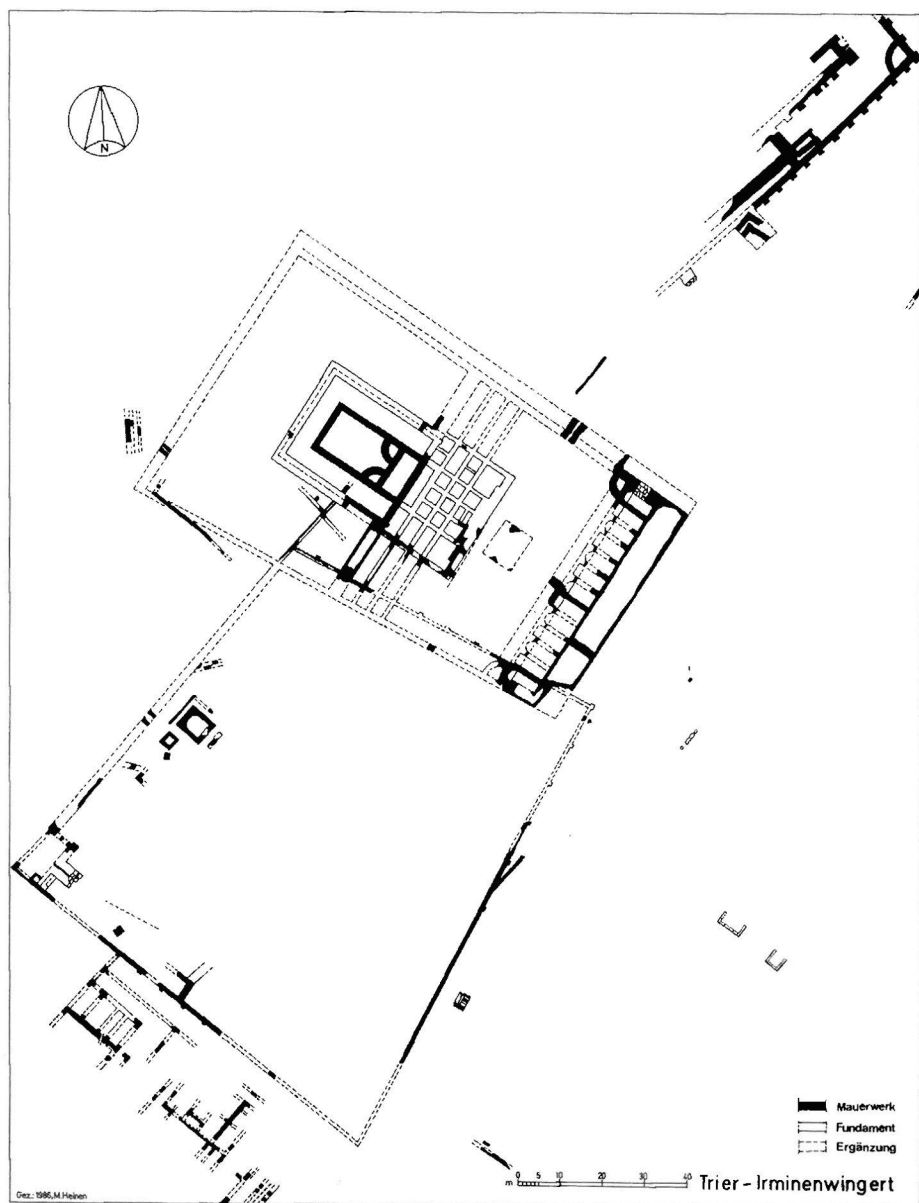 N
Mauerwerk
Fundament
Ergänzung
m 0 5 10 20 30 40
Trier-Irminenwingert
Gez.: 1986, M. Heinen